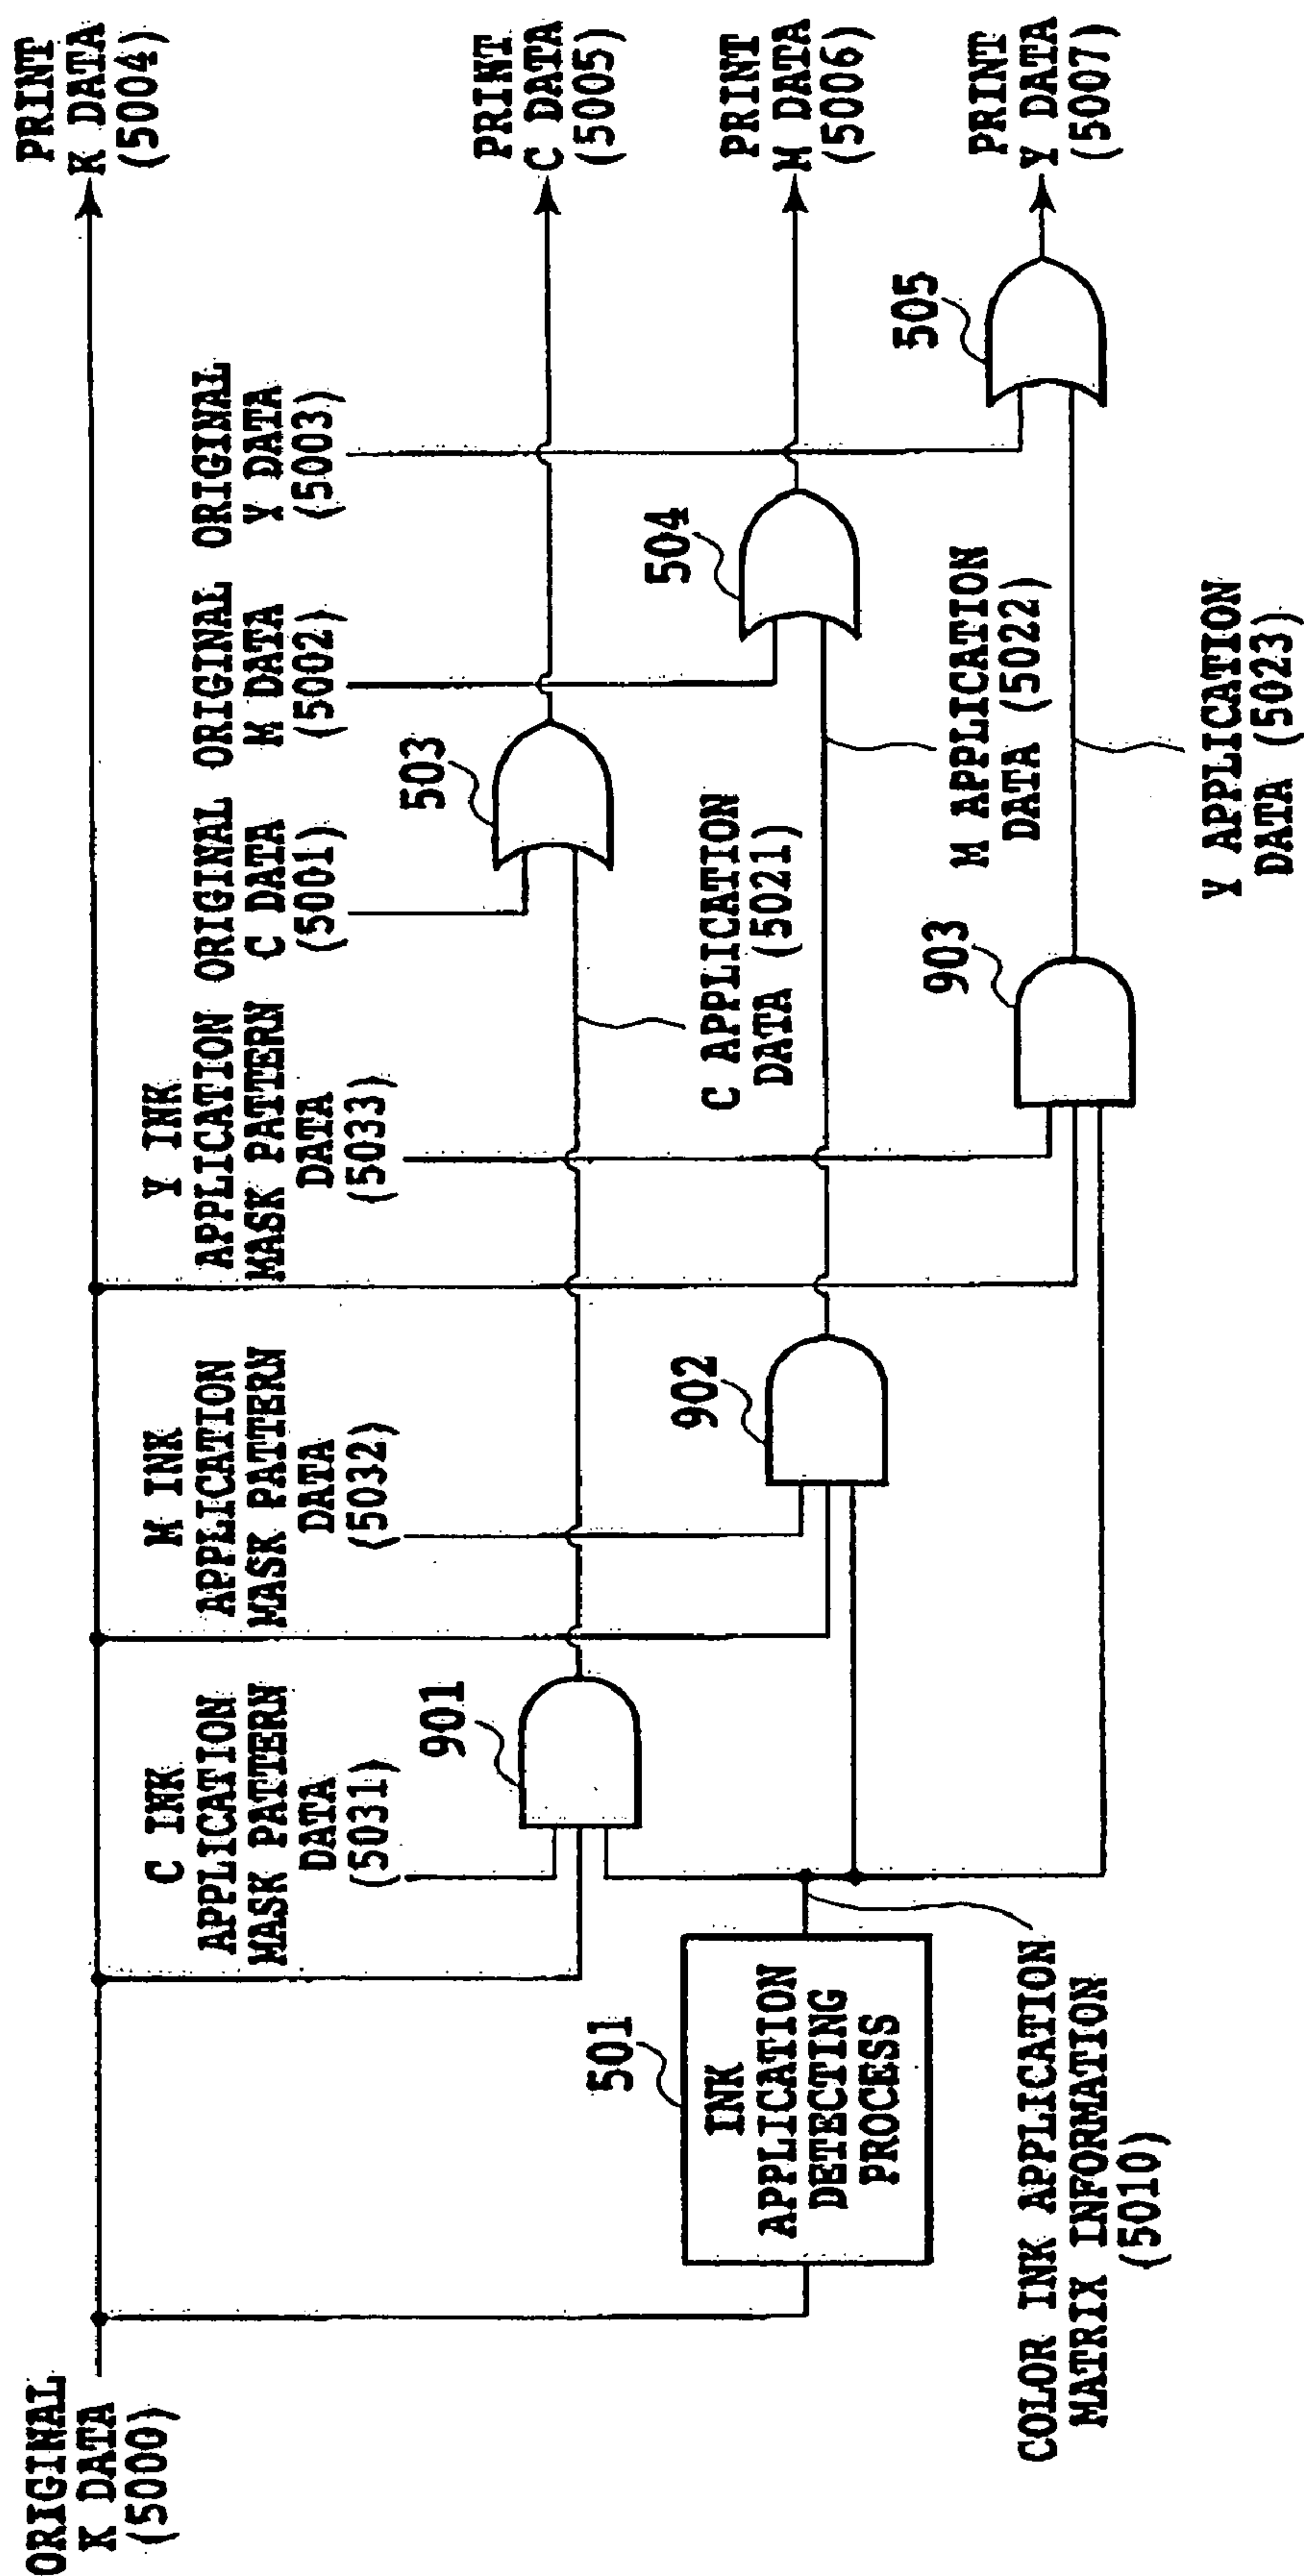 ORIGINAL
K DATA
(5000)
PRINT
K DATA
(5004)
C INK
APPLICATION
MASK PATTERN
DATA
(5031)
M INK
APPLICATION
MASK PATTERN
DATA
(5032)
Y INK
APPLICATION
MASK PATTERN
DATA
(5033)
ORIGINAL
C DATA
(5001)
ORIGINAL
M DATA
(5002)
ORIGINAL
Y DATA
(5003)
901
503
PRINT
C DATA
(5005)
C APPLICATION
DATA (5021)
501
INK
APPLICATION
DETECTING
PROCESS
902
504
PRINT
M DATA
(5006)
M APPLICATION
DATA (5022)
903
505
PRINT
Y DATA
(5007)
COLOR INK APPLICATION
MATRIX INFORMATION
(5010)
Y APPLICATION
DATA (5023)